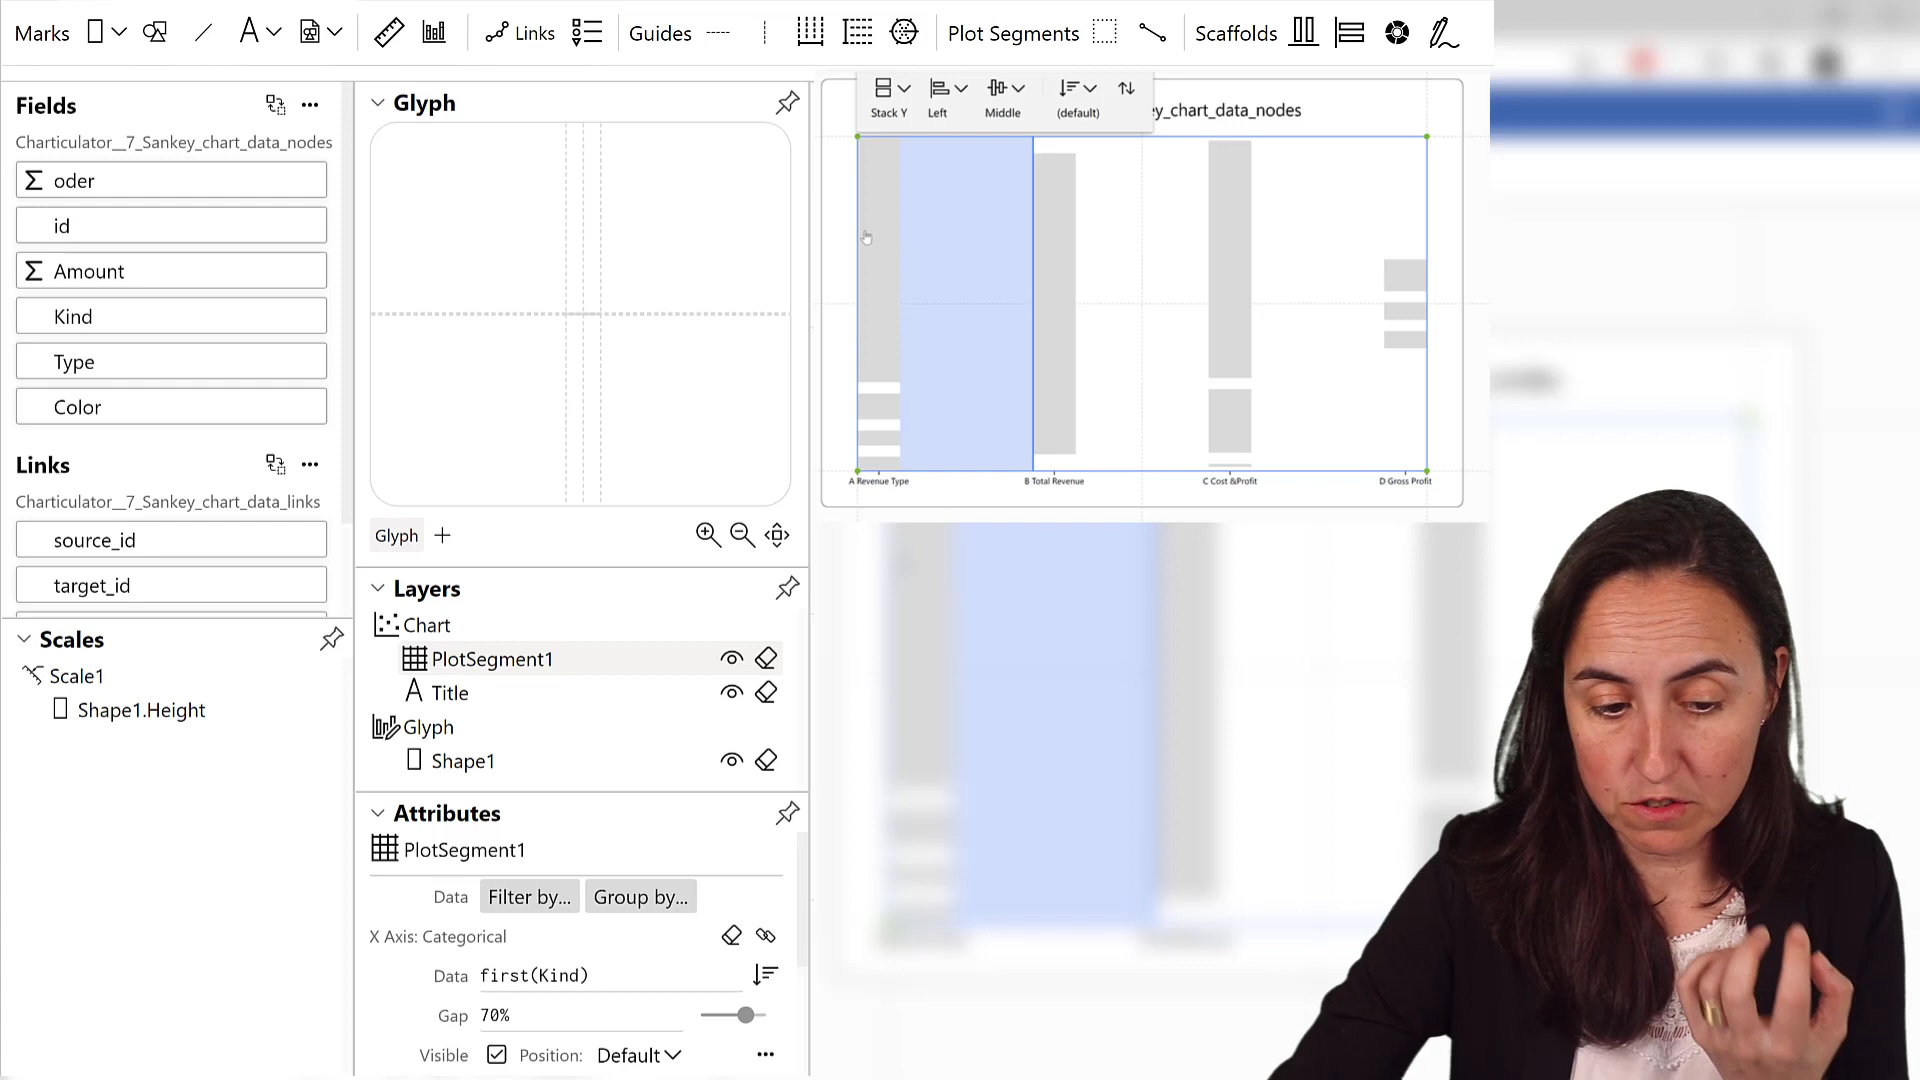 Marks
Links
Guides
Plot Segments
Scaffolds
Fields
Charticulator__7_Sankey_chart_data_nodes
oder
id
Amount
Kind
Type
Color
Links
Charticulator__7_Sankey_chart_data_links
source_id
target_id
Scales
Scale1
Shape1.Height
Glyph
Glyph
Layers
Chart
PlotSegment1
Title
Glyph
Shape1
Attributes
PlotSegment1
Data Filter by... Group by...
X Axis: Categorical
Data first(Kind)
Gap 70%
Visible Position: Default
Stack Y Left Middle (default)
y_chart_data_nodes
A Revenue Type B Total Revenue C Cost &Profit D Gross Profit